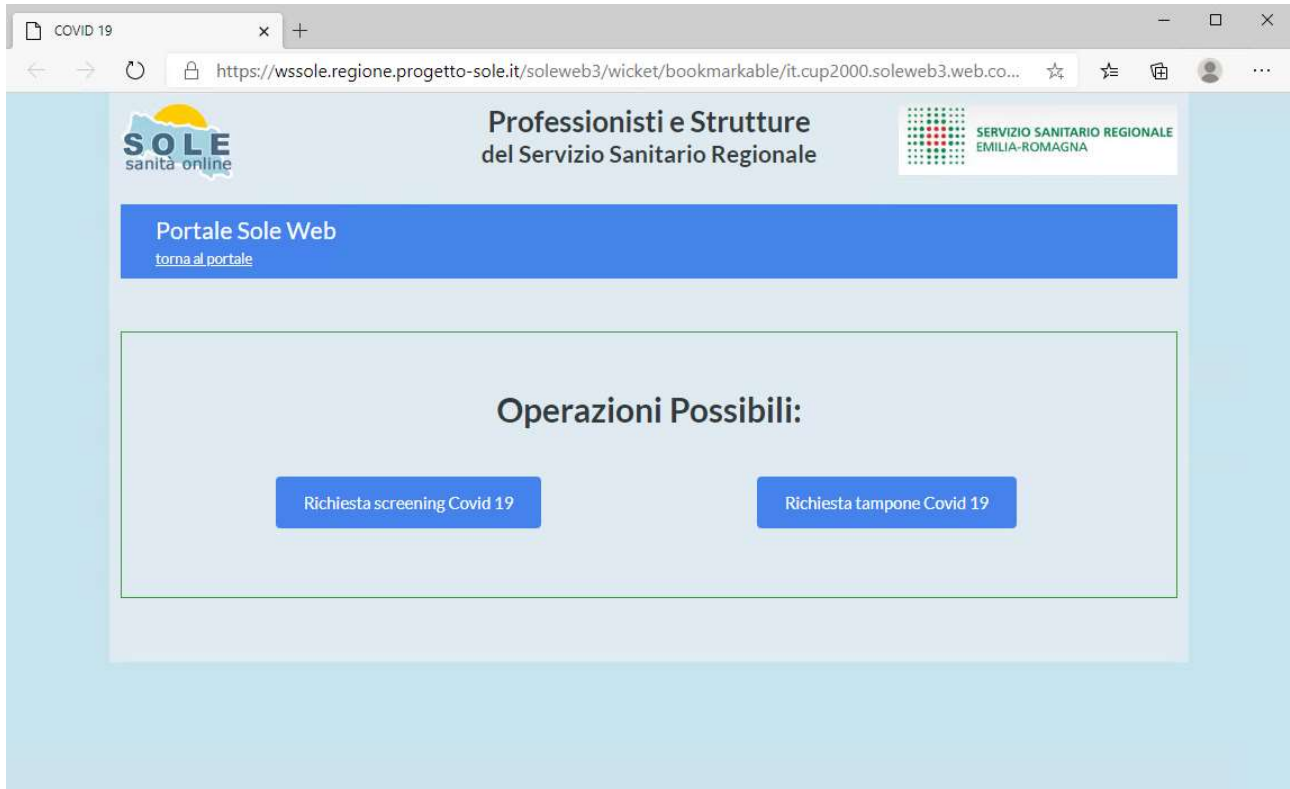 COVID 19
https://wssole.regione.progetto-sole.it/soleweb3/wicket/bookmarkable/it.cup2000.soleweb3.web.co...
SOLE
sanità online
Professionisti e Strutture
del Servizio Sanitario Regionale
SERVIZIO SANITARIO REGIONALE
EMILIA-ROMAGNA
Portale Sole Web
torna al portale
Operazioni Possibili:
Richiesta screening Covid 19
Richiesta tampone Covid 19